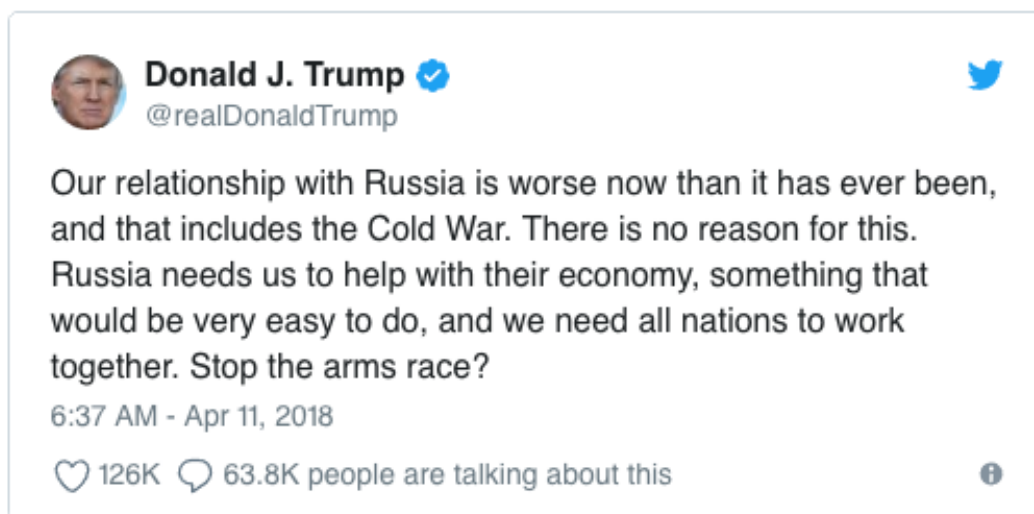 Donald J. Trump
@realDonaldTrump
Our relationship with Russia is worse now than it has ever been,
and that includes the Cold War. There is no reason for this.
Russia needs us to help with their economy, something that
would be very easy to do, and we need all nations to work
together. Stop the arms race?
6:37 AM - Apr 11, 2018
126K 63.8K people are talking about this